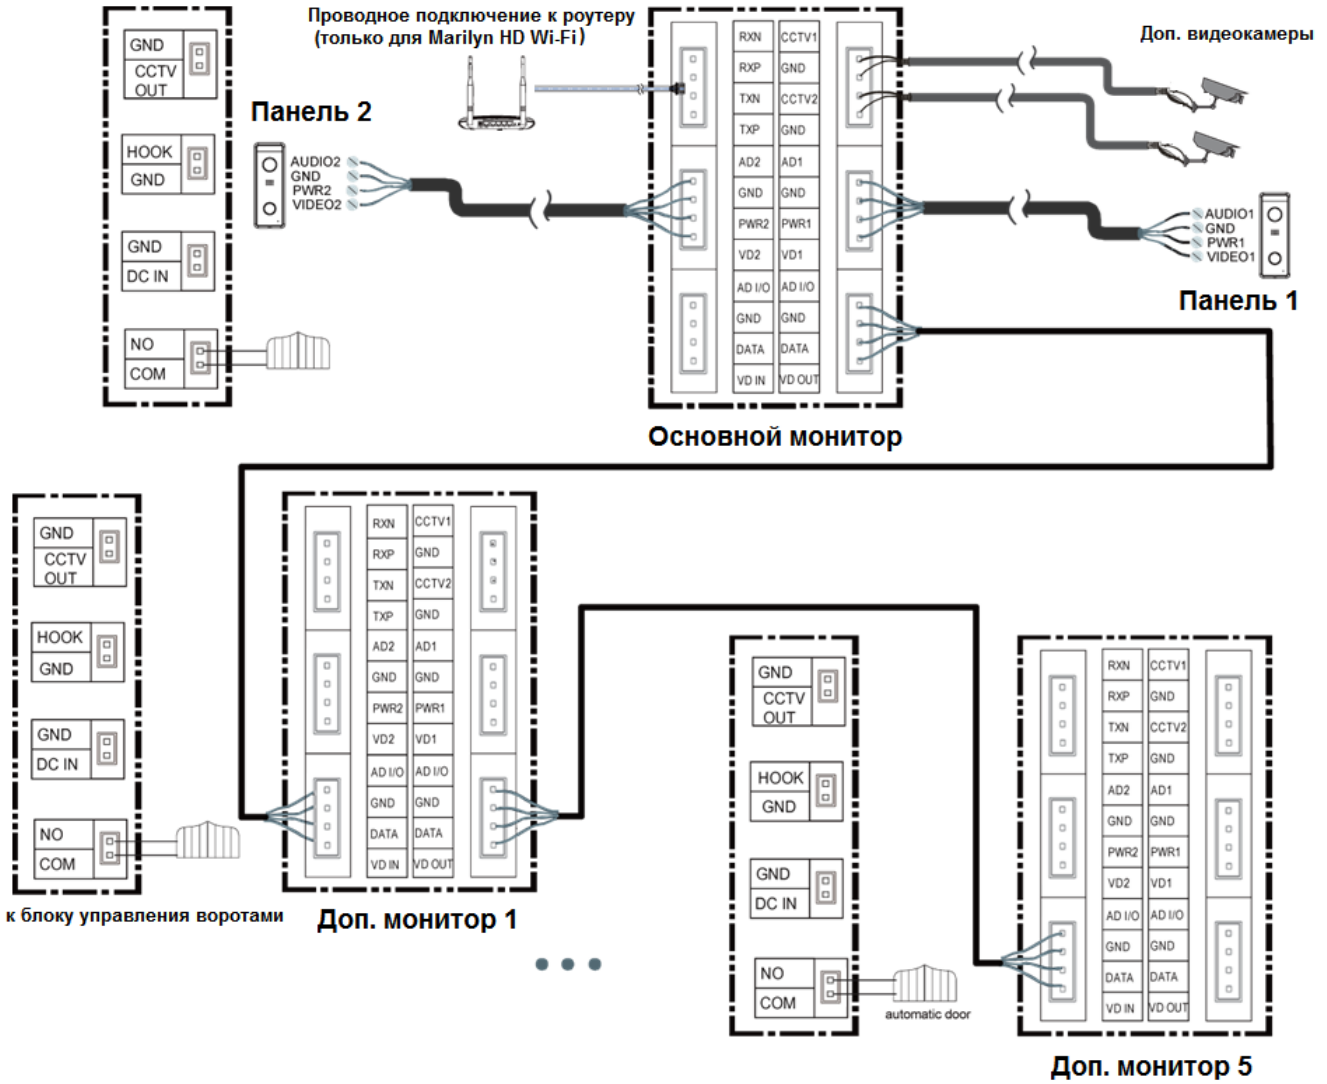 Проводное подключение к роутеру
(только для Marilyn HD Wi-Fi)
Доп. видеокамеры
GND
CCTV
OUT
HOOK
GND
GND
DC IN
NO
COM
Панель 2
AUDIO2
GND
PWR2
VIDEO2
RXN CCTV1
RXP GND
TXN CCTV2
TXP GND
AD2 AD1
GND GND
PWR2 PWR1
VD2 VD1
AD I/O AD I/O
GND GND
DATA DATA
VD IN VD OUT
Основной монитор
AUDIO1
GND
PWR1
VIDEO1
Панель 1
GND
CCTV
OUT
HOOK
GND
GND
DC IN
NO
COM
к блоку управления воротами
RXN CCTV1
RXP GND
TXN CCTV2
TXP GND
AD2 AD1
GND GND
PWR2 PWR1
VD2 VD1
AD I/O AD I/O
GND GND
DATA DATA
VD IN VD OUT
Доп. монитор 1
GND
CCTV
OUT
HOOK
GND
GND
DC IN
NO
COM
automatic door
RXN CCTV1
RXP GND
TXN CCTV2
TXP GND
AD2 AD1
GND GND
PWR2 PWR1
VD2 VD1
AD I/O AD I/O
GND GND
DATA DATA
VD IN VD OUT
Доп. монитор 5